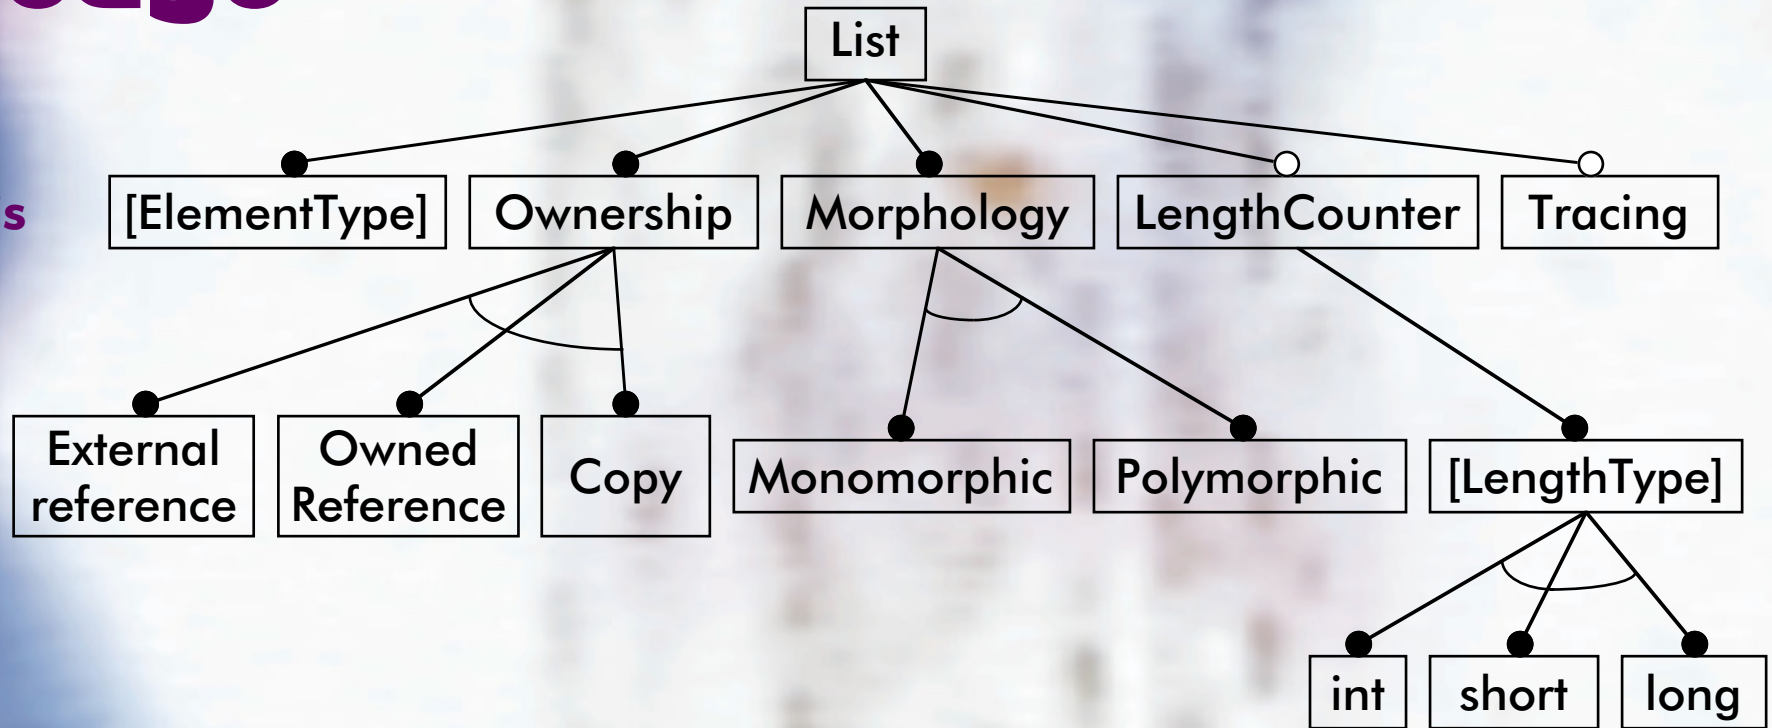 List
s
[ElementType]
Ownership
Morphology
LengthCounter
Tracing
External
reference
Owned
Reference
Copy
Monomorphic
Polymorphic
[LengthType]
int
short
long